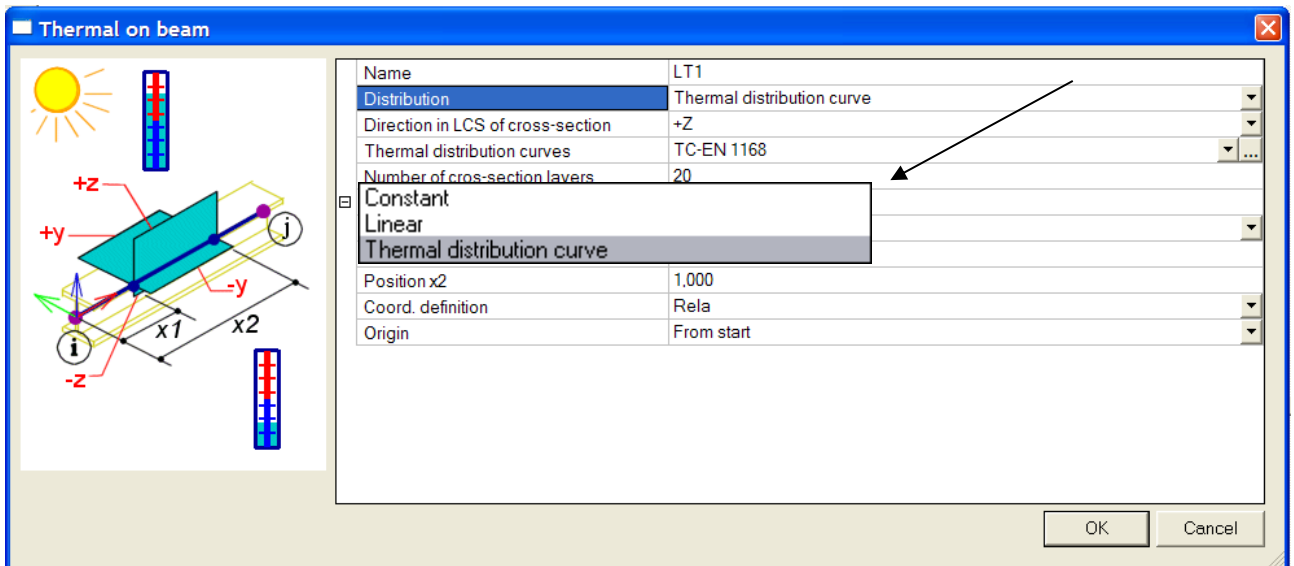 Thermal on beam
+z
+y
-y
x1
x2
i
j
-z
Name LT1
Distribution Thermal distribution curve
Direction in LCS of cross-section +Z
Thermal distribution curves TC-EN 1168 ...
Number of cros-section layers 20
Constant
Linear
Thermal distribution curve
Position x2 1,000
Coord. definition Rela
Origin From start
OK Cancel